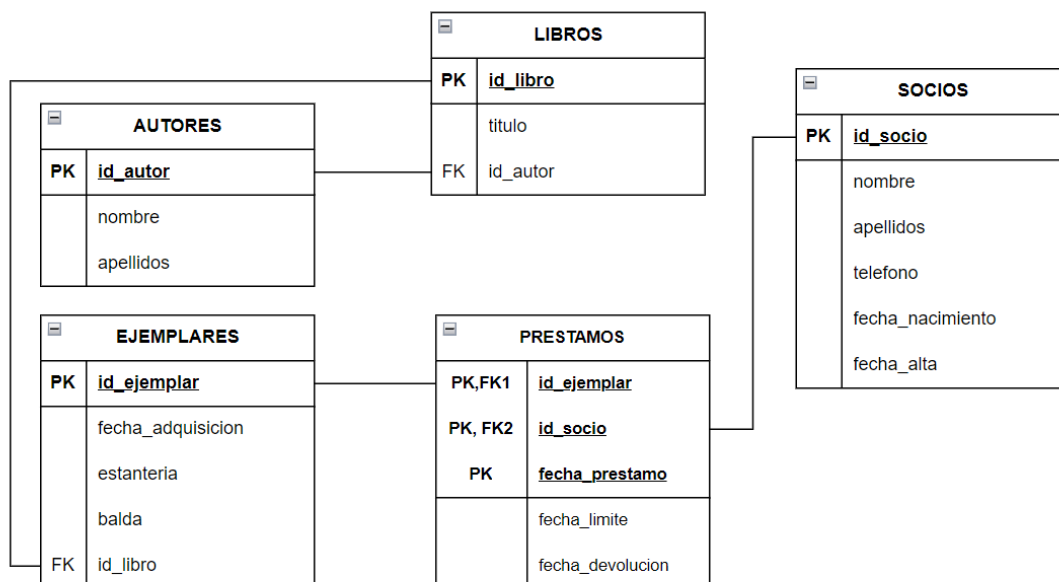 LIBROS
PK id_libro
titulo
FK id_autor
AUTORES
PK id_autor
nombre
apellidos
SOCIOS
PK id_socio
nombre
apellidos
telefono
fecha_nacimiento
fecha_alta
EJEMPLARES
PK id_ejemplar
fecha_adquisicion
estanteria
balda
FK id_libro
PRESTAMOS
PK,FK1 id_ejemplar
PK, FK2 id_socio
PK fecha_prestamo
fecha_limite
fecha_devolucion